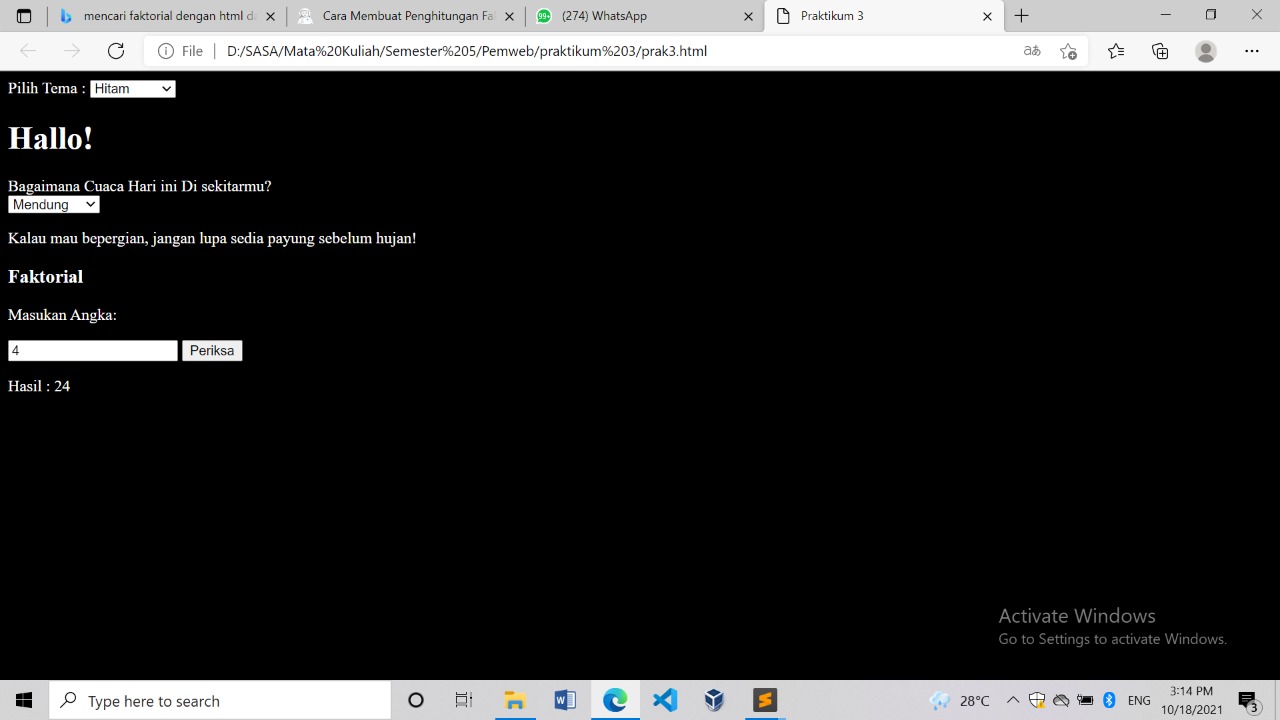 mencari faktorial dengan html da
Cara Membuat Penghitungan Fa
99+
(274) WhatsApp
Praktikum 3
File
D:/SASA/Mata%20Kuliah/Semester%205/Pemweb/praktikum%203/prak3.html
Pilih Tema : Hitam
Hallo!
Bagaimana Cuaca Hari ini Di sekitarmu?
Mendung
Kalau mau bepergian, jangan lupa sedia payung sebelum hujan!
Faktorial
Masukan Angka:
4 Periksa
Hasil : 24
Activate Windows
Go to Settings to activate Windows.
Type here to search
28°C
ENG
3:14 PM
10/18/2021
3